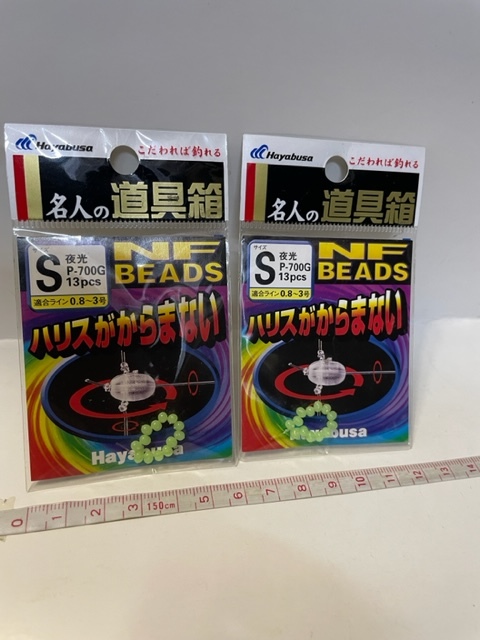 Hayabusa
こだわれば釣れる
名人の道具箱
S
夜光
P-700G
13pcs
適合ライン0.8~3号
NF
BEADS
ハリスがからまない
Hayabusa
Hayabusa
こだわれば釣れる
名人の道具箱
サイズ
S
夜光
P-700G
13pcs
適合ライン0.8~3号
NF
BEADS
ハリスがからまない
Hayabusa
0 1 2 3 150cm 5 6 7 8 9 10 11 12 13 14